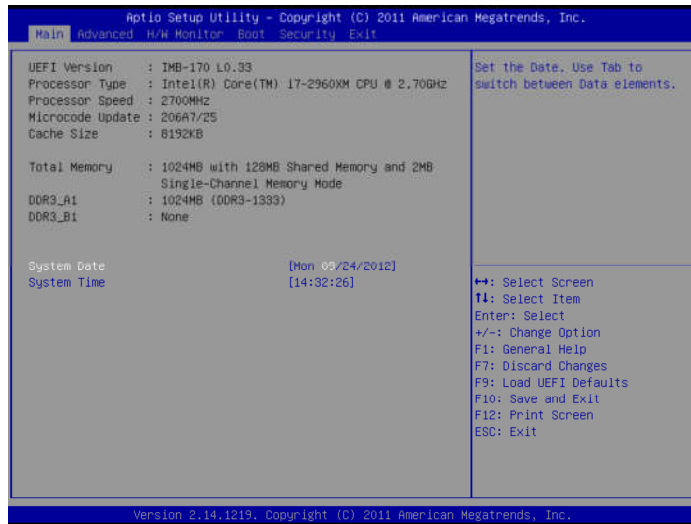 Aptio Setup Utility - Copyright (C) 2011 American Megatrends, Inc.
Main Advanced H/W Monitor Boot Security Exit
UEFI Version : IMB-170 L0.33
Processor Type : Intel(R) Core(TM) i7-2960XM CPU @ 2.70GHz
Processor Speed : 2700MHz
Microcode Update : 206A7/25
Cache Size : 8192KB
Total Memory : 1024MB with 128MB Shared Memory and 2MB
Single-Channel Memory Mode
DDR3_A1 : 1024MB (DDR3-1333)
DDR3_B1 : None
System Date [Mon 09/24/2012]
System Time [14:32:26]
Set the Date. Use Tab to
switch between Data elements.
↔: Select Screen
↑↓: Select Item
Enter: Select
+/-: Change Option
F1: General Help
F7: Discard Changes
F9: Load UEFI Defaults
F10: Save and Exit
F12: Print Screen
ESC: Exit
Version 2.14.1219. Copyright (C) 2011 American Megatrends, Inc.